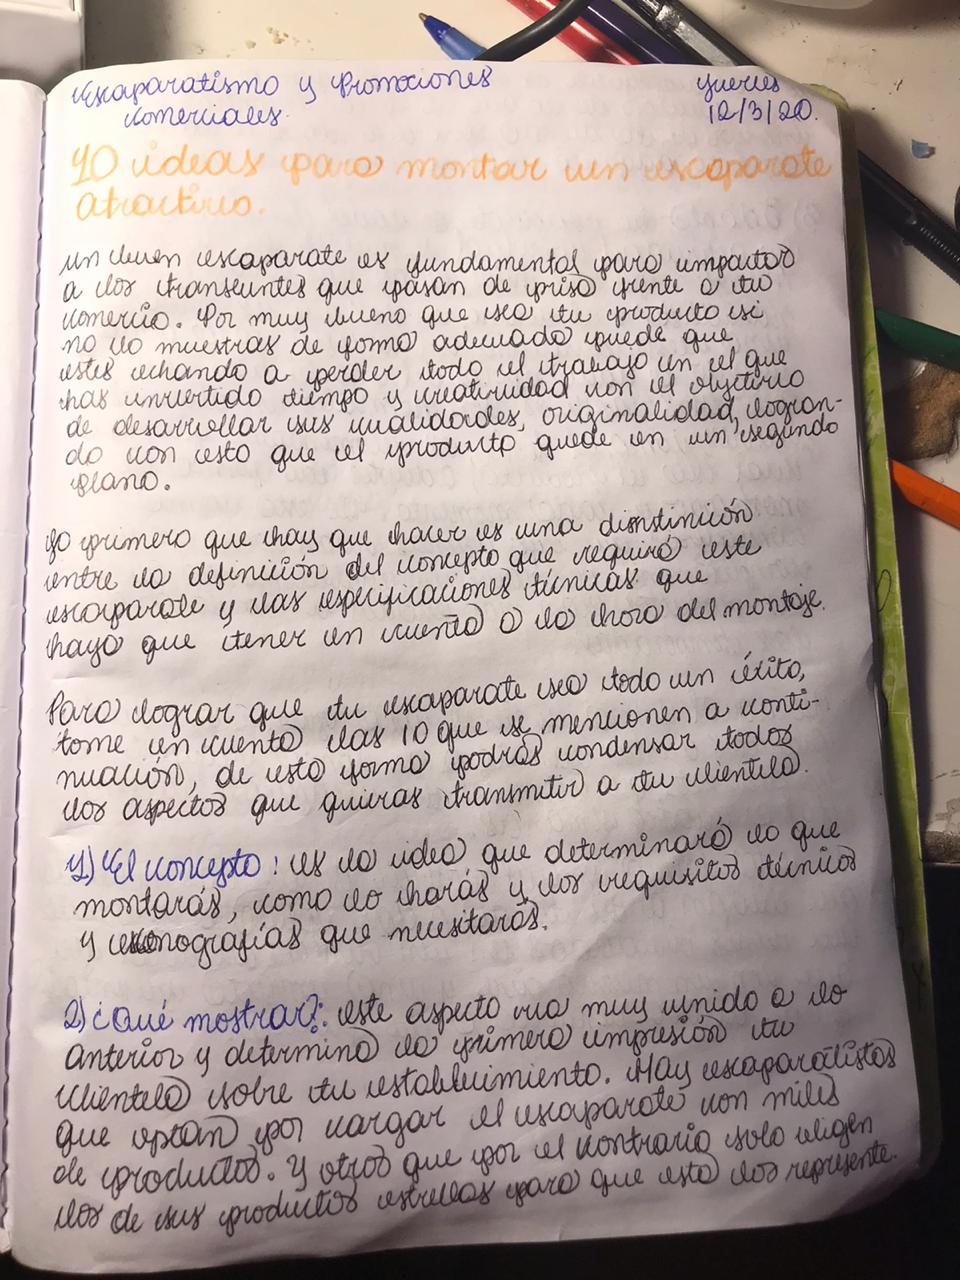 Escaparatismo y Promociones
Comerciales.
jueves
12/3/20.
10 ideas para montar un escaparate
atractivo.
un buen escaparate es fundamental para impactar
a los transeuntes que pasan de prisa frente a tu
comercio. Por muy bueno que sea tu producto si
no lo muestras de forma adecuada puede que
estes echando a perder todo el trabajo en el que
has invertido tiempo y creatividad con el objetivo
de desarrollar sus cualidades, originalidad, logran-
do con esto que el producto quede en un segundo
plano.
Lo primero que hay que hacer es una disntinción
entre la definición del concepto que requirá este
escaparate y las especificaciones técnicas que
haya que tener en cuenta a la hora del montaje.
Para lograr que tu escaparate sea todo un éxito,
tome en cuenta las 10 que se mencionen a conti-
nuación, de esta forma podrás condensar todos
los aspectos que quieras transmitir a tu clientela.
1) El concepto: es la idea que determinará lo que
montarás, como lo harás y los requisitos técnicos
y escenografías que necesitarás.
2) ¿Qué mostrar?: este aspecto va muy unido a lo
anterior y determina la primera impresión tu
clientela sobre tu establecimiento. Hay escaparatistas
que optan por cargar el escaparate con miles
de productos. Y otros que por el contrario solo eligen
los de sus productos estrellas para que esta los represente.